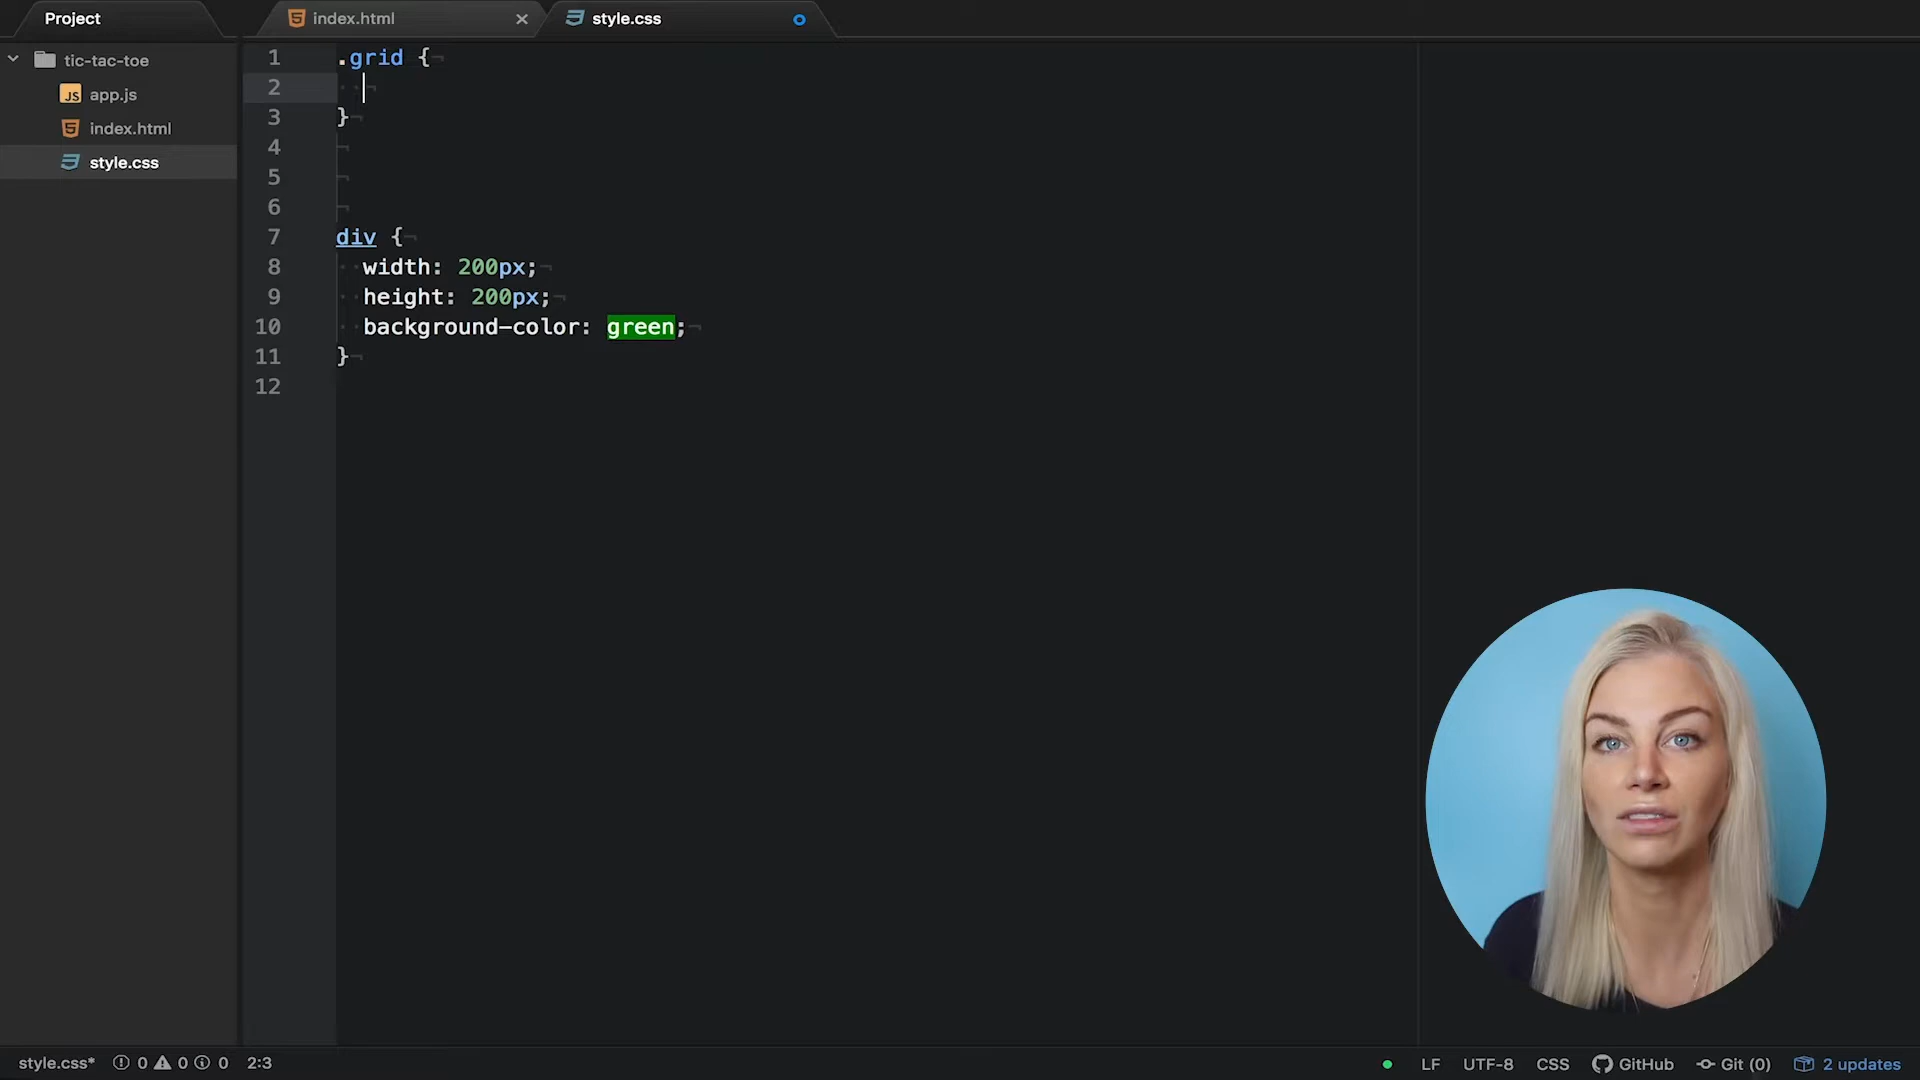 Project
index.html
style.css
tic-tac-toe
app.js
index.html
style.css
1 .grid {
2
3 }
4
5
6
7 div {
8 width: 200px;
9 height: 200px;
10 background-color: green;
11 }
12
style.css* 0 0 0 2:3
LF UTF-8 CSS GitHub Git (0) 2 updates